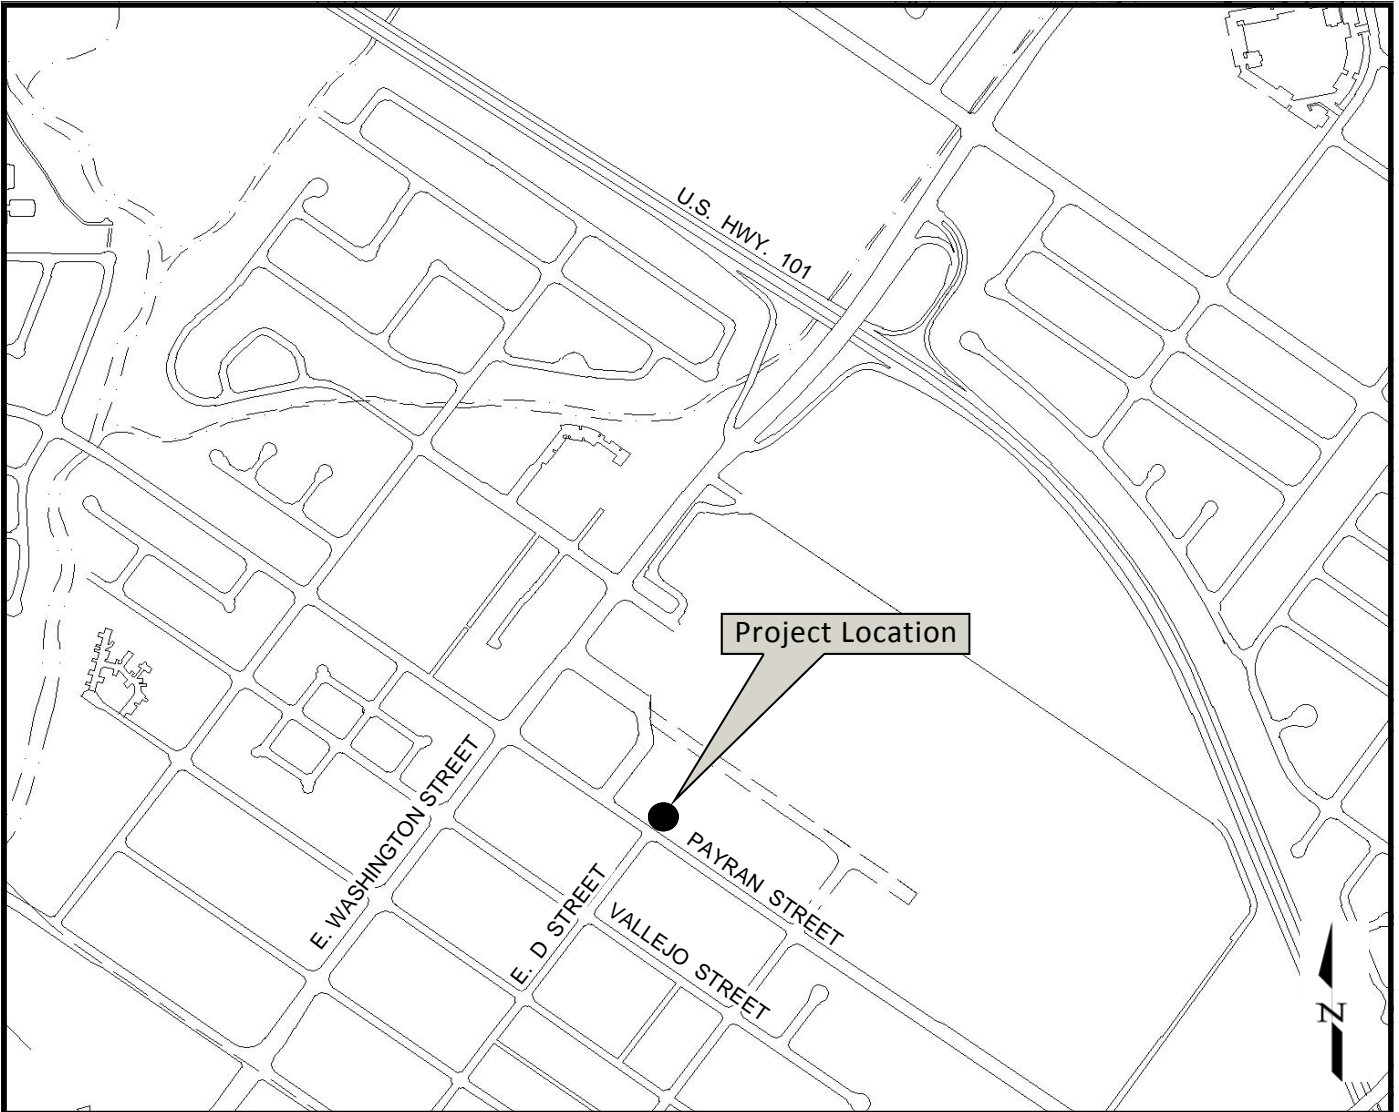 U.S. HWY. 101
Project Location
E. WASHINGTON STREET
PAYRAN STREET
E. D STREET
VALLEJO STREET
N